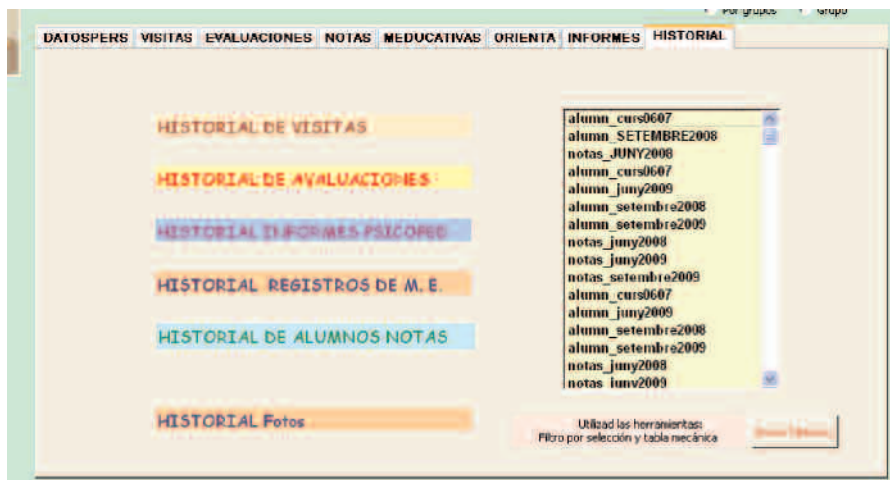 Por grupos Grupo
DATOSPERS VISITAS EVALUACIONES NOTAS MEDUCATIVAS ORIENTA INFORMES HISTORIAL
HISTORIAL DE VISITAS
HISTORIAL DE AVALUACIONES
HISTORIAL INFORMES PSICOPED
HISTORIAL REGISTROS DE M. E.
HISTORIAL DE ALUMNOS NOTAS
HISTORIAL Fotos
alumn_curs0607
alumn_SETEMBRE2008
notas_JUNY2008
alumn_curs0607
alumn_juny2009
alumn_setembre2008
alumn_setembre2009
notas_juny2008
notas_juny2009
notas_setembre2009
alumn_curs0607
alumn_juny2009
alumn_setembre2008
alumn_setembre2009
notas_juny2008
notas_juny2009
Utilizad las herramientas:
Filtro por selección y tabla mecánica